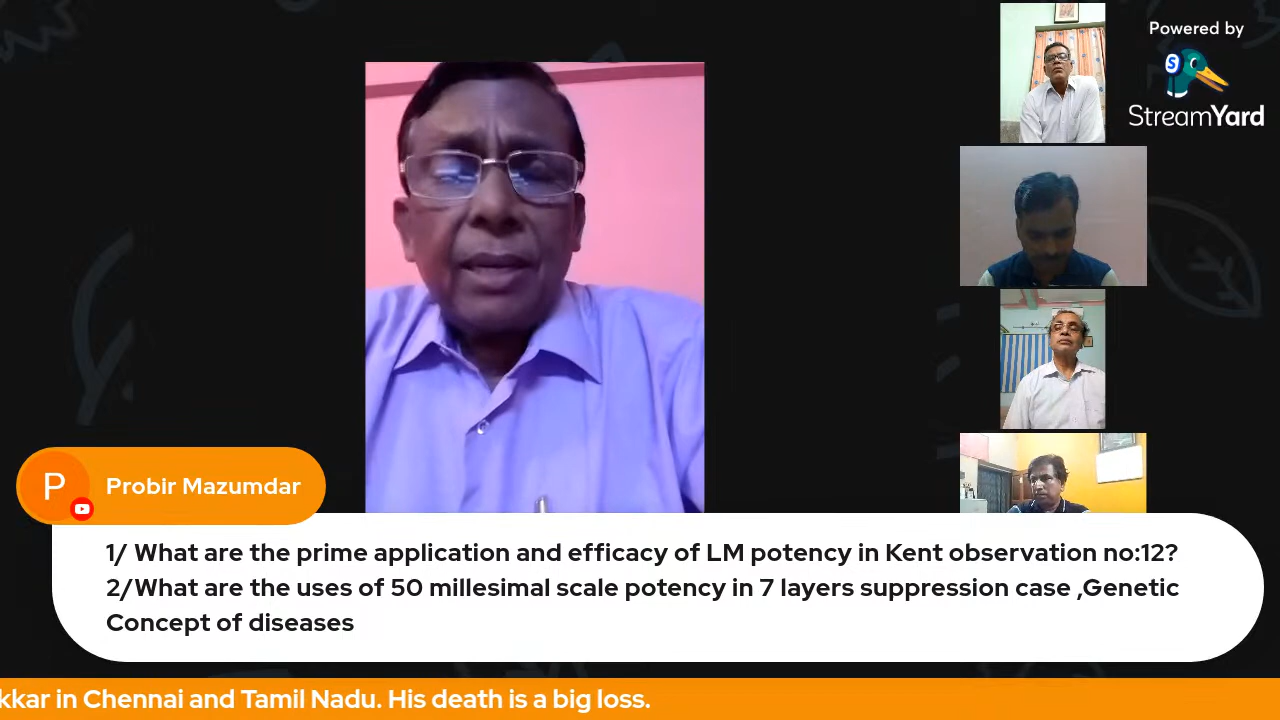 Powered by
StreamYard
P
Probir Mazumdar
1/ What are the prime application and efficacy of LM potency in Kent observation no:12?
2/What are the uses of 50 millesimal scale potency in 7 layers suppression case ,Genetic
Concept of diseases
kkar in Chennai and Tamil Nadu. His death is a big loss.